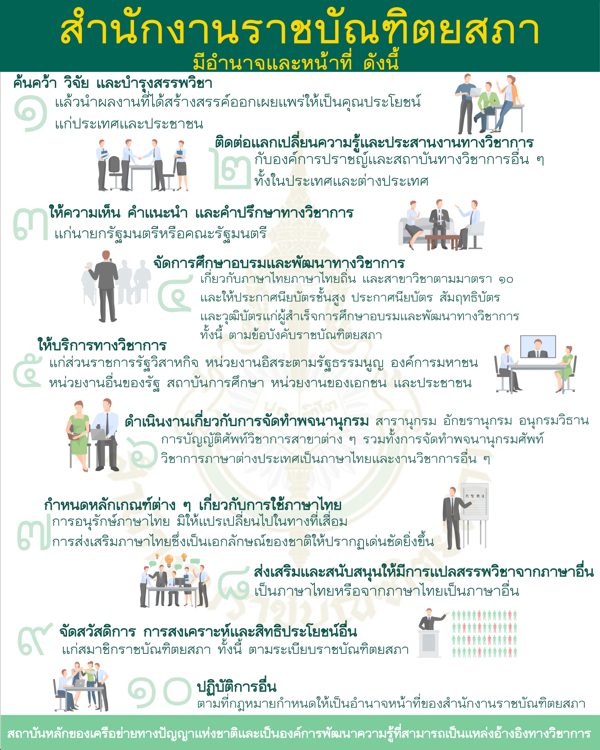 สำนักงานราชบัณฑิตยสภา
มีอำนาจและหน้าที่ ดังนี้
๑
ค้นคว้า วิจัย และบำรุงสรรพวิชา
แล้วนำผลงานที่ได้สร้างสรรค์ออกเผยแพร่ให้เป็นคุณประโยชน์
แก่ประเทศและประชาชน
๒
ติดต่อแลกเปลี่ยนความรู้และประสานงานทางวิชาการ
กับองค์การปราชญ์และสถาบันทางวิชาการอื่น ๆ
ทั้งในประเทศและต่างประเทศ
๓
ให้ความเห็น คำแนะนำ และคำปรึกษาทางวิชาการ
แก่นายกรัฐมนตรีหรือคณะรัฐมนตรี
๔
จัดการศึกษาอบรมและพัฒนาทางวิชาการ
เกี่ยวกับภาษาไทยภาษาไทยถิ่น และสาขาวิชาตามมาตรา ๑๐
และให้ประกาศนียบัตรชั้นสูง ประกาศนียบัตร สัมฤทธิบัตร
และวุฒิบัตรแก่ผู้สำเร็จการศึกษาอบรมและพัฒนาทางวิชาการ
ทั้งนี้ ตามข้อบังคับราชบัณฑิตยสภา
๕
ให้บริการทางวิชาการ
แก่ส่วนราชการรัฐวิสาหกิจ หน่วยงานอิสระตามรัฐธรรมนูญ องค์การมหาชน
หน่วยงานอื่นของรัฐ สถาบันการศึกษา หน่วยงานของเอกชน และประชาชน
๖
ดำเนินงานเกี่ยวกับการจัดทำพจนานุกรม สารานุกรม อักขรานุกรม อนุกรมวิธาน
การบัญญัติศัพท์วิชาการสาขาต่าง ๆ รวมทั้งการจัดทำพจนานุกรมศัพท์
วิชาการภาษาต่างประเทศเป็นภาษาไทยและงานวิชาการอื่น ๆ
๗
กำหนดหลักเกณฑ์ต่าง ๆ เกี่ยวกับการใช้ภาษาไทย
การอนุรักษ์ภาษาไทย มิให้แปรเปลี่ยนไปในทางที่เสื่อม
การส่งเสริมภาษาไทยซึ่งเป็นเอกลักษณ์ของชาติให้ปรากฏเด่นชัดยิ่งขึ้น
๘
ส่งเสริมและสนับสนุนให้มีการแปลสรรพวิชาจากภาษาอื่น
เป็นภาษาไทยหรือจากภาษาไทยเป็นภาษาอื่น
๙
จัดสวัสดิการ การสงเคราะห์และสิทธิประโยชน์อื่น
แก่สมาชิกราชบัณฑิตยสภา ทั้งนี้ ตามระเบียบราชบัณฑิตยสภา
๑๐
ปฏิบัติการอื่น
ตามที่กฎหมายกำหนดให้เป็นอำนาจหน้าที่ของสำนักงานราชบัณฑิตยสภา
สถาบันหลักของเครือข่ายทางปัญญาแห่งชาติและเป็นองค์การพัฒนาความรู้ที่สามารถเป็นแหล่งอ้างอิงทางวิชาการ